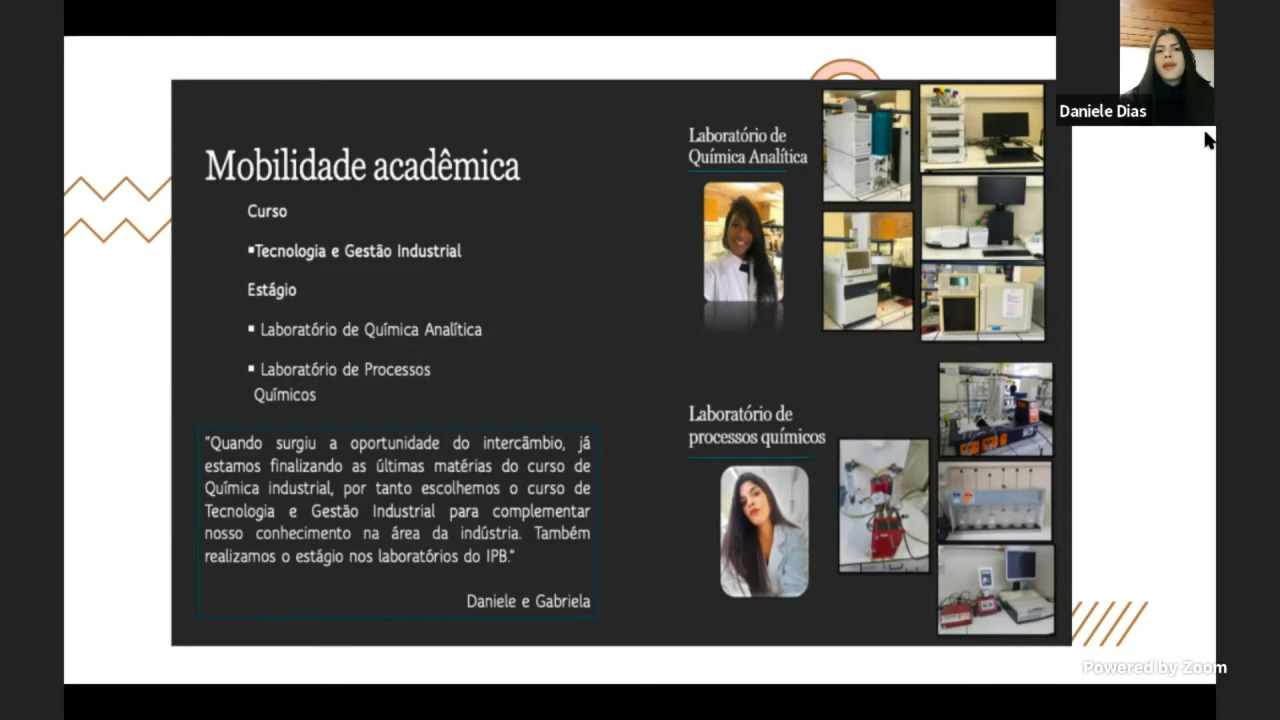 Mobilidade acadêmica
Curso
▪Tecnologia e Gestão Industrial
Estágio
▪ Laboratório de Química Analítica
▪ Laboratório de Processos
Químicos
"Quando surgiu a oportunidade do intercâmbio, já
estamos finalizando as últimas matérias do curso de
Química industrial, por tanto escolhemos o curso de
Tecnologia e Gestão Industrial para complementar
nosso conhecimento na área da indústria. Também
realizamos o estágio nos laboratórios do IPB."
Daniele e Gabriela
Laboratório de
Química Analítica
Laboratório de
processos químicos
Daniele Dias
Powered by Zoom